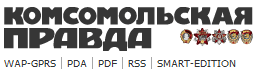 КОМСОМОЛЬСКАЯ
ПРАВДА
WAP-GPRS | PDA | PDF | RSS | SMART-EDITION